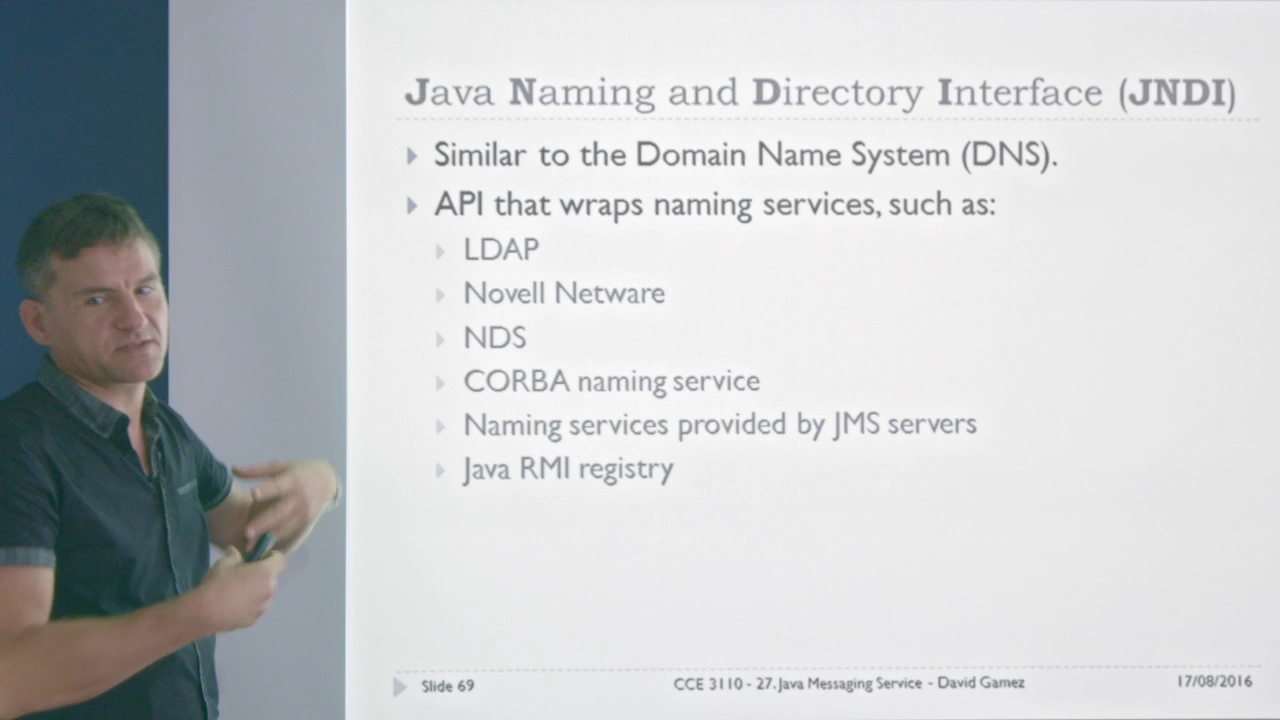 Java Naming and Directory Interface (JNDI)
Similar to the Domain Name System (DNS).
API that wraps naming services, such as:
LDAP
Novell Netware
NDS
CORBA naming service
Naming services provided by JMS servers
Java RMI registry
Slide 69
CCE 3110 - 27. Java Messaging Service - David Gamez
17/08/2016